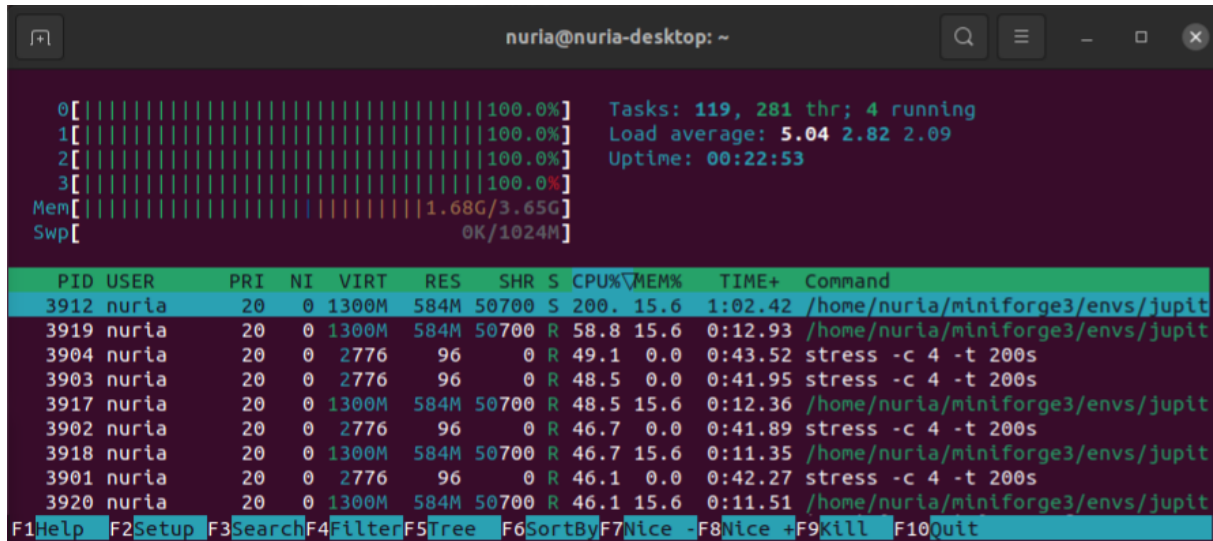 nuria@nuria-desktop: ~
0[||||||||||||||||||||||||||||||||100.0%] Tasks: 119, 281 thr; 4 running
1[||||||||||||||||||||||||||||||||100.0%] Load average: 5.04 2.82 2.09
2[||||||||||||||||||||||||||||||||100.0%] Uptime: 00:22:53
3[||||||||||||||||||||||||||||||||100.0%]
Mem[||||||||||||||||||||||||||||1.68G/3.65G]
Swp[ 0K/1024M]
PID USER PRI NI VIRT RES SHR S CPU%▽MEM% TIME+ Command
3912 nuria 20 0 1300M 584M 50700 S 200. 15.6 1:02.42 /home/nuria/miniforge3/envs/jupit
3919 nuria 20 0 1300M 584M 50700 R 58.8 15.6 0:12.93 /home/nuria/miniforge3/envs/jupit
3904 nuria 20 0 2776 96 0 R 49.1 0.0 0:43.52 stress -c 4 -t 200s
3903 nuria 20 0 2776 96 0 R 48.5 0.0 0:41.95 stress -c 4 -t 200s
3917 nuria 20 0 1300M 584M 50700 R 48.5 15.6 0:12.36 /home/nuria/miniforge3/envs/jupit
3902 nuria 20 0 2776 96 0 R 46.7 0.0 0:41.89 stress -c 4 -t 200s
3918 nuria 20 0 1300M 584M 50700 R 46.7 15.6 0:11.35 /home/nuria/miniforge3/envs/jupit
3901 nuria 20 0 2776 96 0 R 46.1 0.0 0:42.27 stress -c 4 -t 200s
3920 nuria 20 0 1300M 584M 50700 R 46.1 15.6 0:11.51 /home/nuria/miniforge3/envs/jupit
F1Help F2Setup F3SearchF4FilterF5Tree F6SortByF7Nice -F8Nice +F9Kill F10Quit